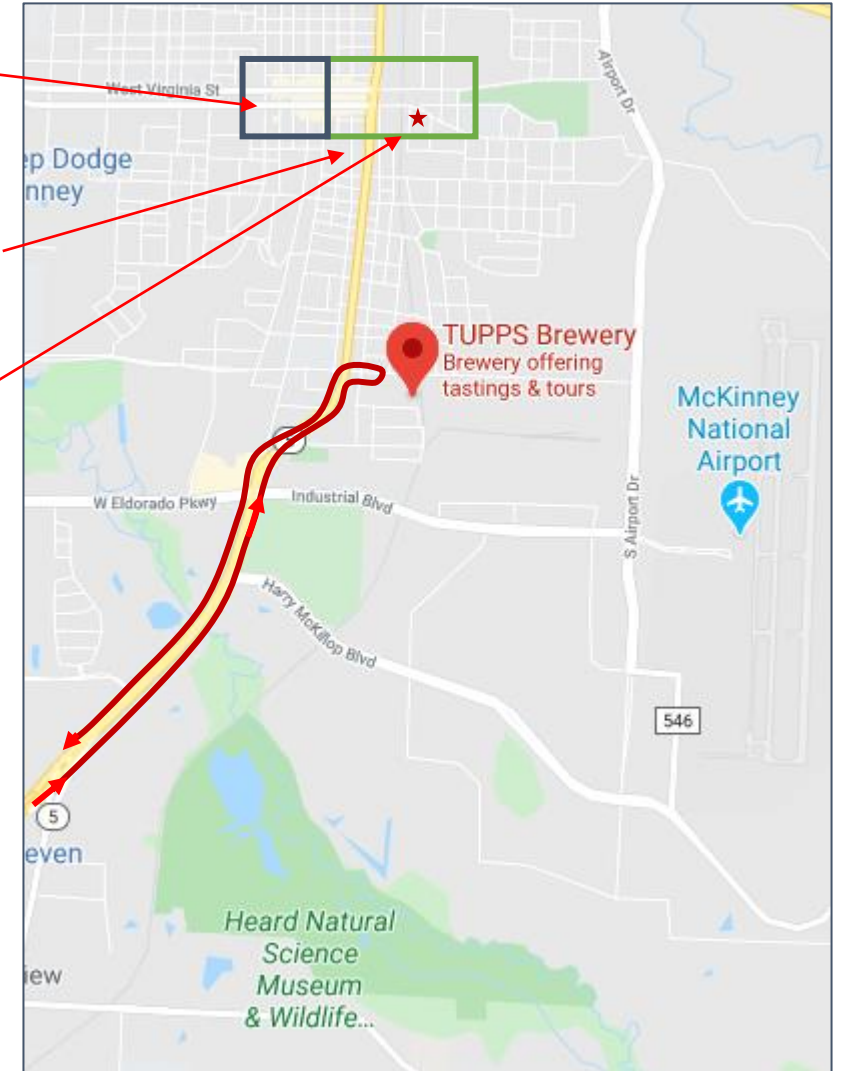 Airport Dr
West Virginia St
ep Dodge
nney
TUPPS Brewery
Brewery offering
tastings & tours
McKinney
National
Airport
W Eldorado Pkwy
Industrial Blvd
S Airport Dr
Harry McKillop Blvd
546
5
even
Heard Natural
Science
Museum
& Wildlife...
iew